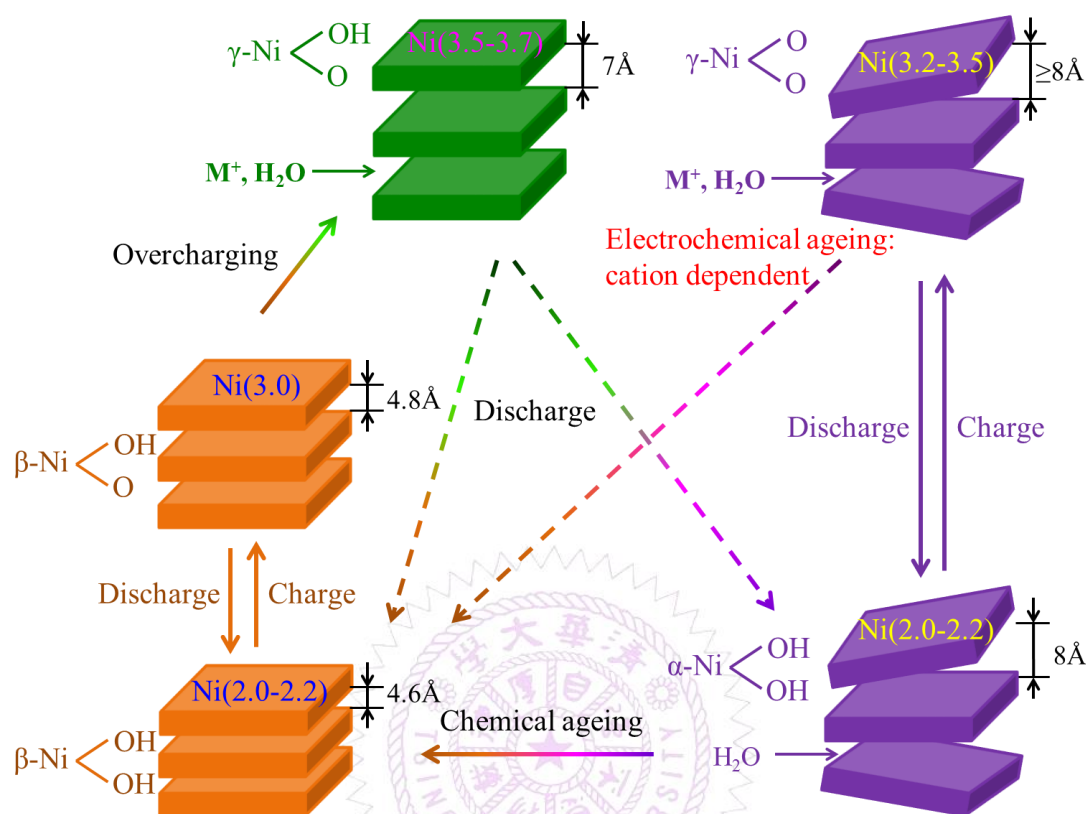 γ-Ni
OH
O
Ni(3.5-3.7)
7Å
M⁺, H₂O
γ-Ni
O
O
Ni(3.2-3.5)
≥8Å
M⁺, H₂O
Overcharging
Electrochemical ageing:
cation dependent
Ni(3.0)
4.8Å
β-Ni
OH
O
Discharge
Discharge
Charge
Discharge
Charge
Ni(2.0-2.2)
4.6Å
β-Ni
OH
OH
Chemical ageing
α-Ni
OH
OH
Ni(2.0-2.2)
8Å
H₂O